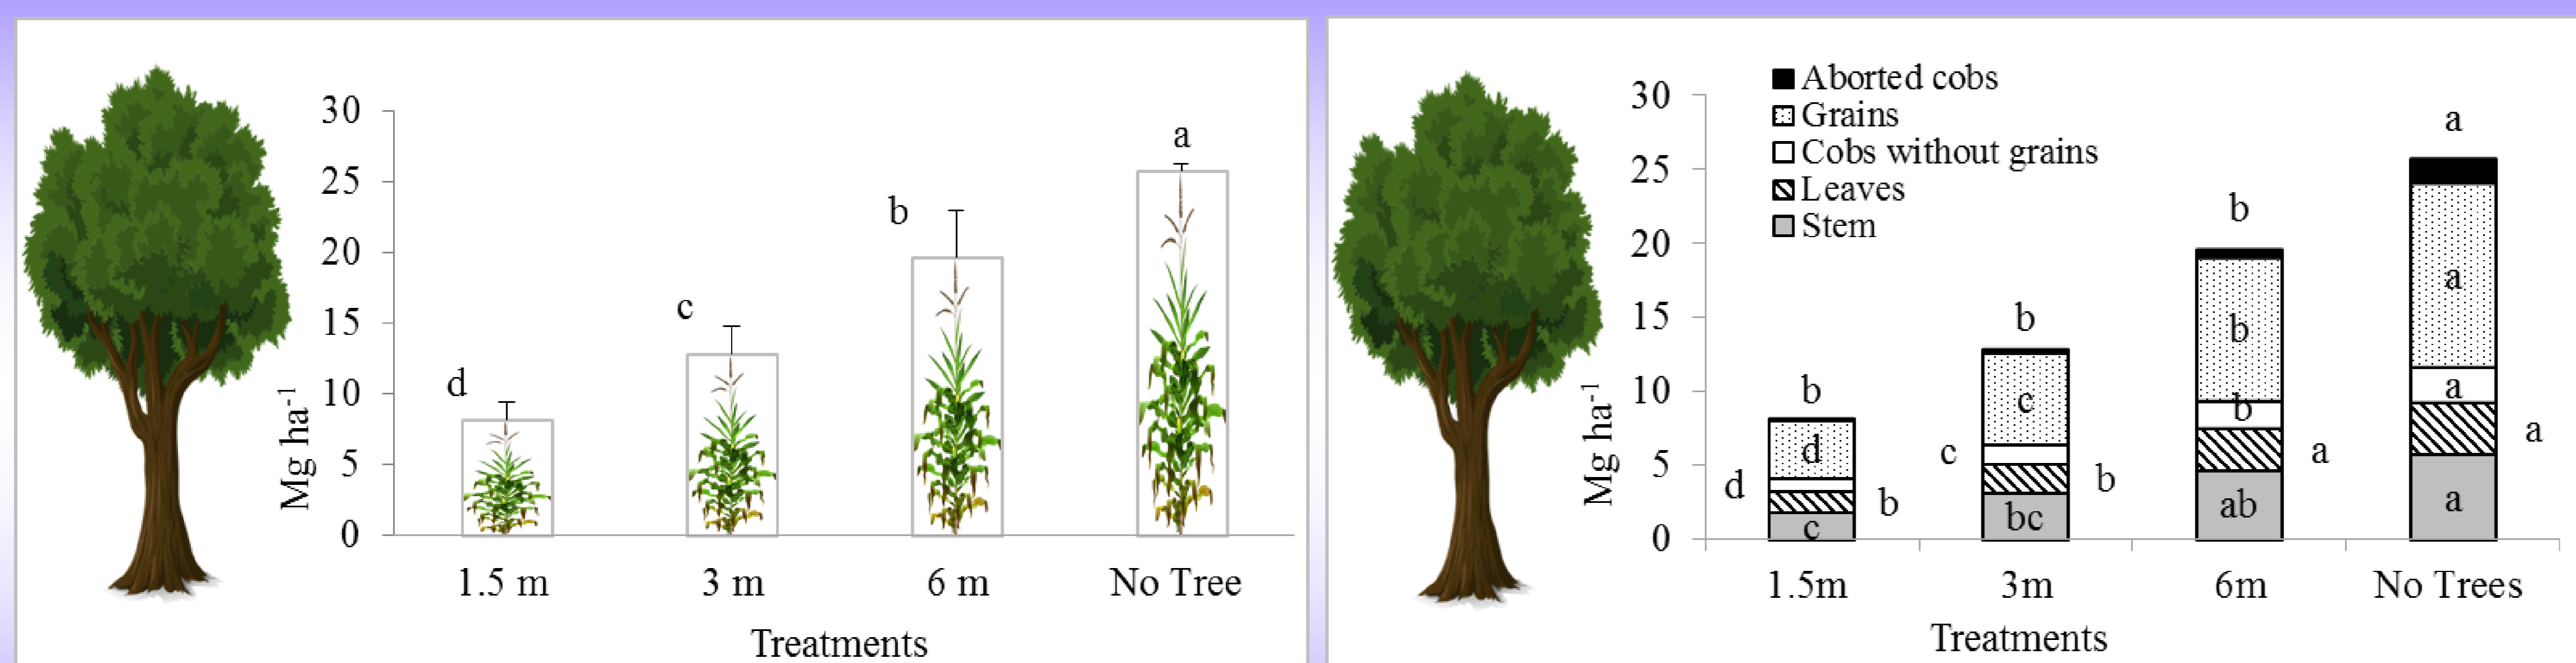 30
25
20
15
10
5
0
Mg ha⁻¹
a
b
c
d
1.5 m 3 m 6 m No Tree
Treatments
Aborted cobs
Grains
Cobs without grains
Leaves
Stem
30
25
20
15
10
5
0
Mg ha⁻¹
b
d
d
b
c
b
c
c
b
bc
b
b
b
a
ab
a
a
a
a
a
1.5m 3m 6m No Trees
Treatments